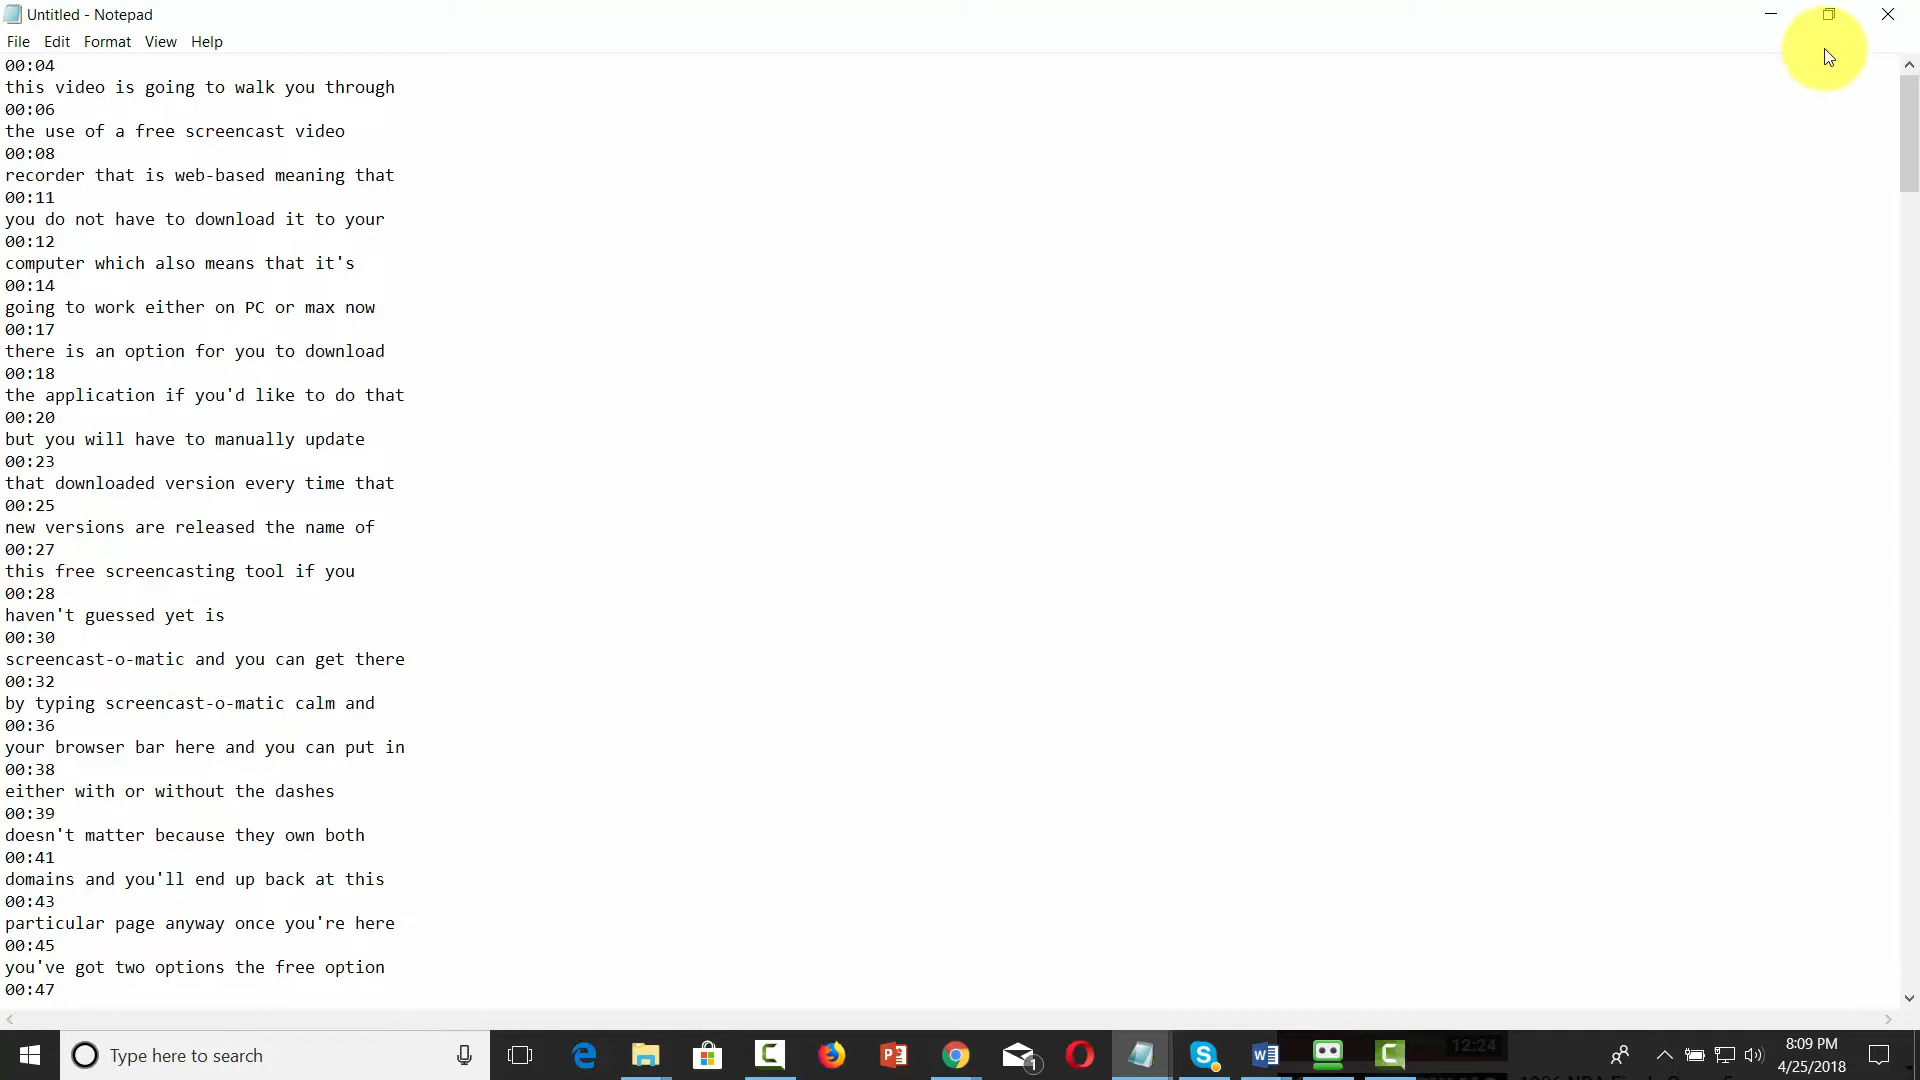 Untitled - Notepad
File Edit Format View Help
00:04
this video is going to walk you through
00:06
the use of a free screencast video
00:08
recorder that is web-based meaning that
00:11
you do not have to download it to your
00:12
computer which also means that it's
00:14
going to work either on PC or max now
00:17
there is an option for you to download
00:18
the application if you'd like to do that
00:20
but you will have to manually update
00:23
that downloaded version every time that
00:25
new versions are released the name of
00:27
this free screencasting tool if you
00:28
haven't guessed yet is
00:30
screencast-o-matic and you can get there
00:32
by typing screencast-o-matic calm and
00:36
your browser bar here and you can put in
00:38
either with or without the dashes
00:39
doesn't matter because they own both
00:41
domains and you'll end up back at this
00:43
particular page anyway once you're here
00:45
you've got two options the free option
00:47
Type here to search
1
12:24
8:09 PM
4/25/2018